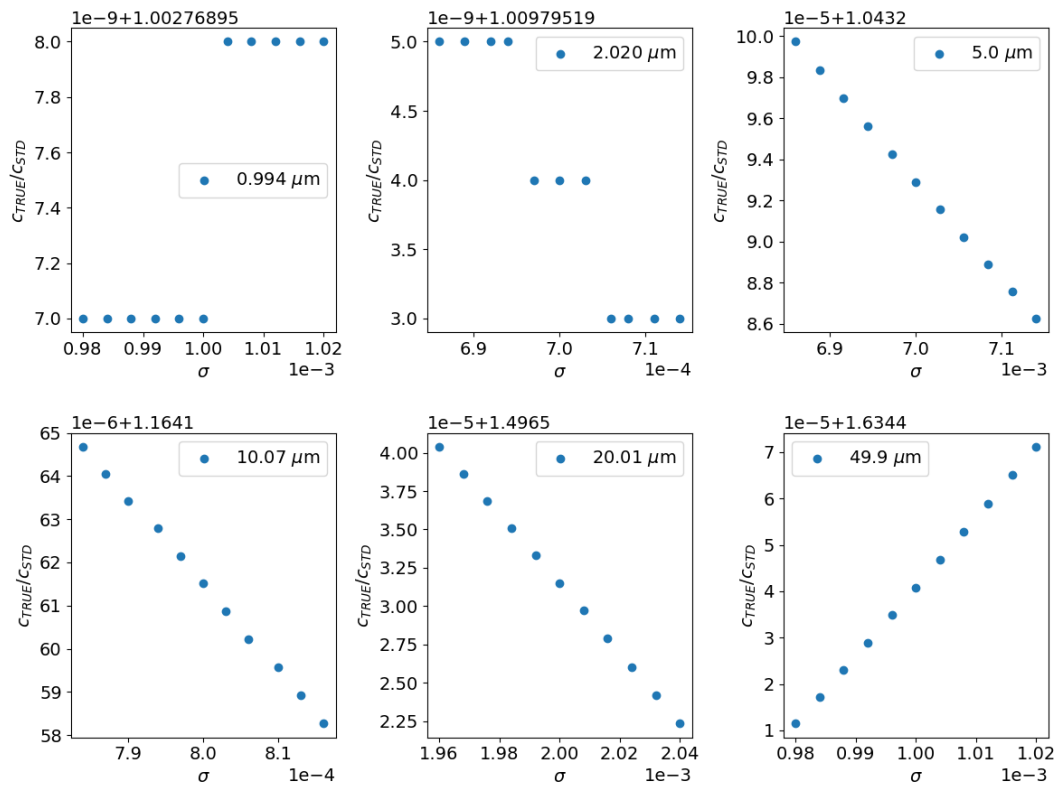 1e-9+1.00276895
8.0
7.8
7.6
7.4
7.2
7.0
c_TRUE/c_STD
0.994 μm
0.98 0.99 1.00 1.01 1.02
σ 1e−3
1e-9+1.00979519
5.0
4.5
4.0
3.5
3.0
c_TRUE/c_STD
2.020 μm
6.9 7.0 7.1
σ 1e−4
1e-5+1.0432
10.0
9.8
9.6
9.4
9.2
9.0
8.8
8.6
c_TRUE/c_STD
5.0 μm
6.9 7.0 7.1
σ 1e−3
1e-6+1.1641
65
64
63
62
61
60
59
58
c_TRUE/c_STD
10.07 μm
7.9 8.0 8.1
σ 1e−4
1e-5+1.4965
4.00
3.75
3.50
3.25
3.00
2.75
2.50
2.25
c_TRUE/c_STD
20.01 μm
1.96 1.98 2.00 2.02 2.04
σ 1e−3
1e-5+1.6344
7
6
5
4
3
2
1
c_TRUE/c_STD
49.9 μm
0.98 0.99 1.00 1.01 1.02
σ 1e−3